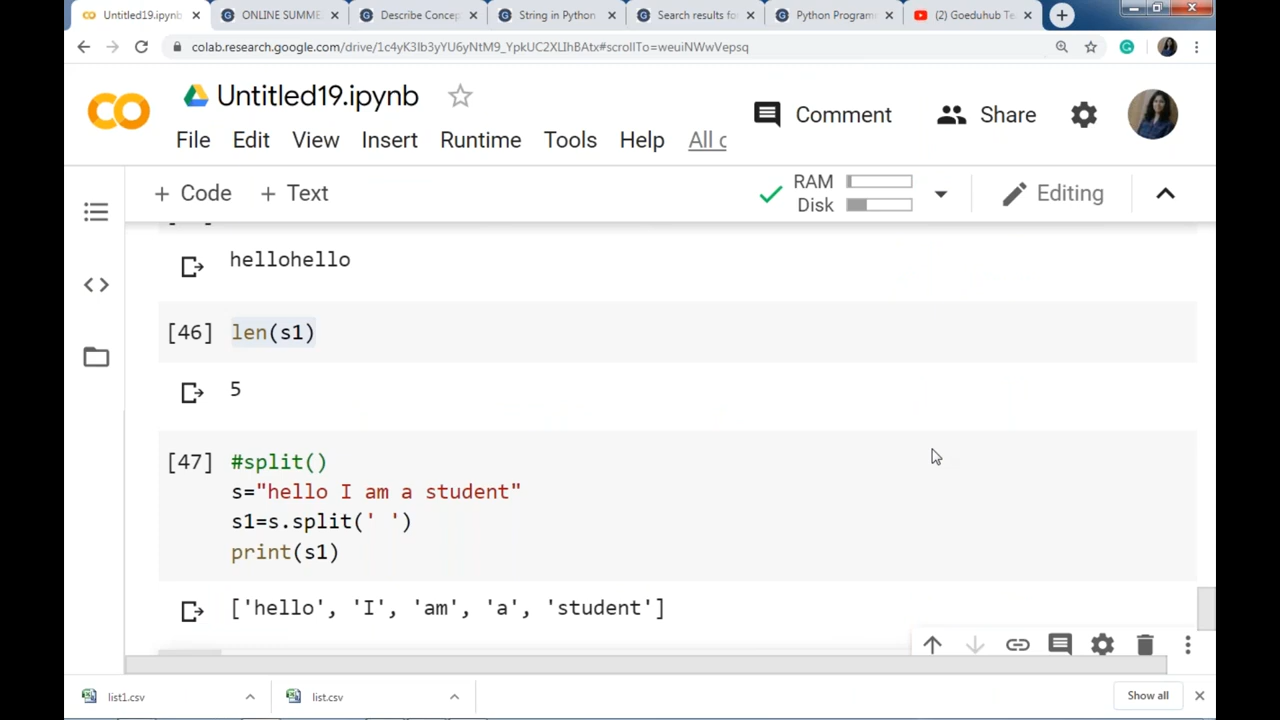 Untitled19.ipynb
ONLINE SUMME
Describe Concep
String in Python
Search results fo
Python Program
(2) Goeduhub Te
colab.research.google.com/drive/1c4yK3Ib3yYU6yNtM9_YpkUC2XLIhBAtx#scrollTo=weuiNWwVepsq
CO
Untitled19.ipynb
Comment
Share
File Edit View Insert Runtime Tools Help All c
+ Code + Text
RAM
Disk
Editing
hellohello
[46] len(s1)
5
[47] #split()
s="hello I am a student"
s1=s.split(' ')
print(s1)
['hello', 'I', 'am', 'a', 'student']
list1.csv
list.csv
Show all